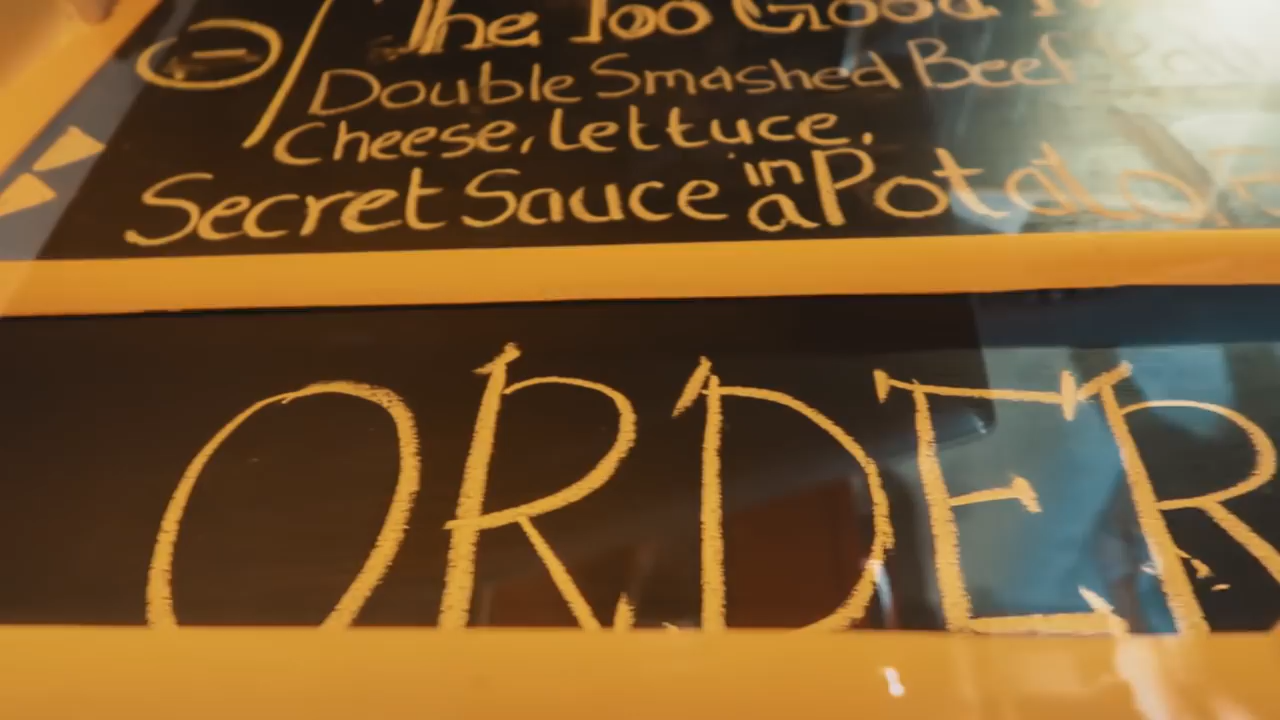 The Too Good
Double Smashed Beef
Cheese, Lettuce,
Secret Sauce in a Potato
ORDER